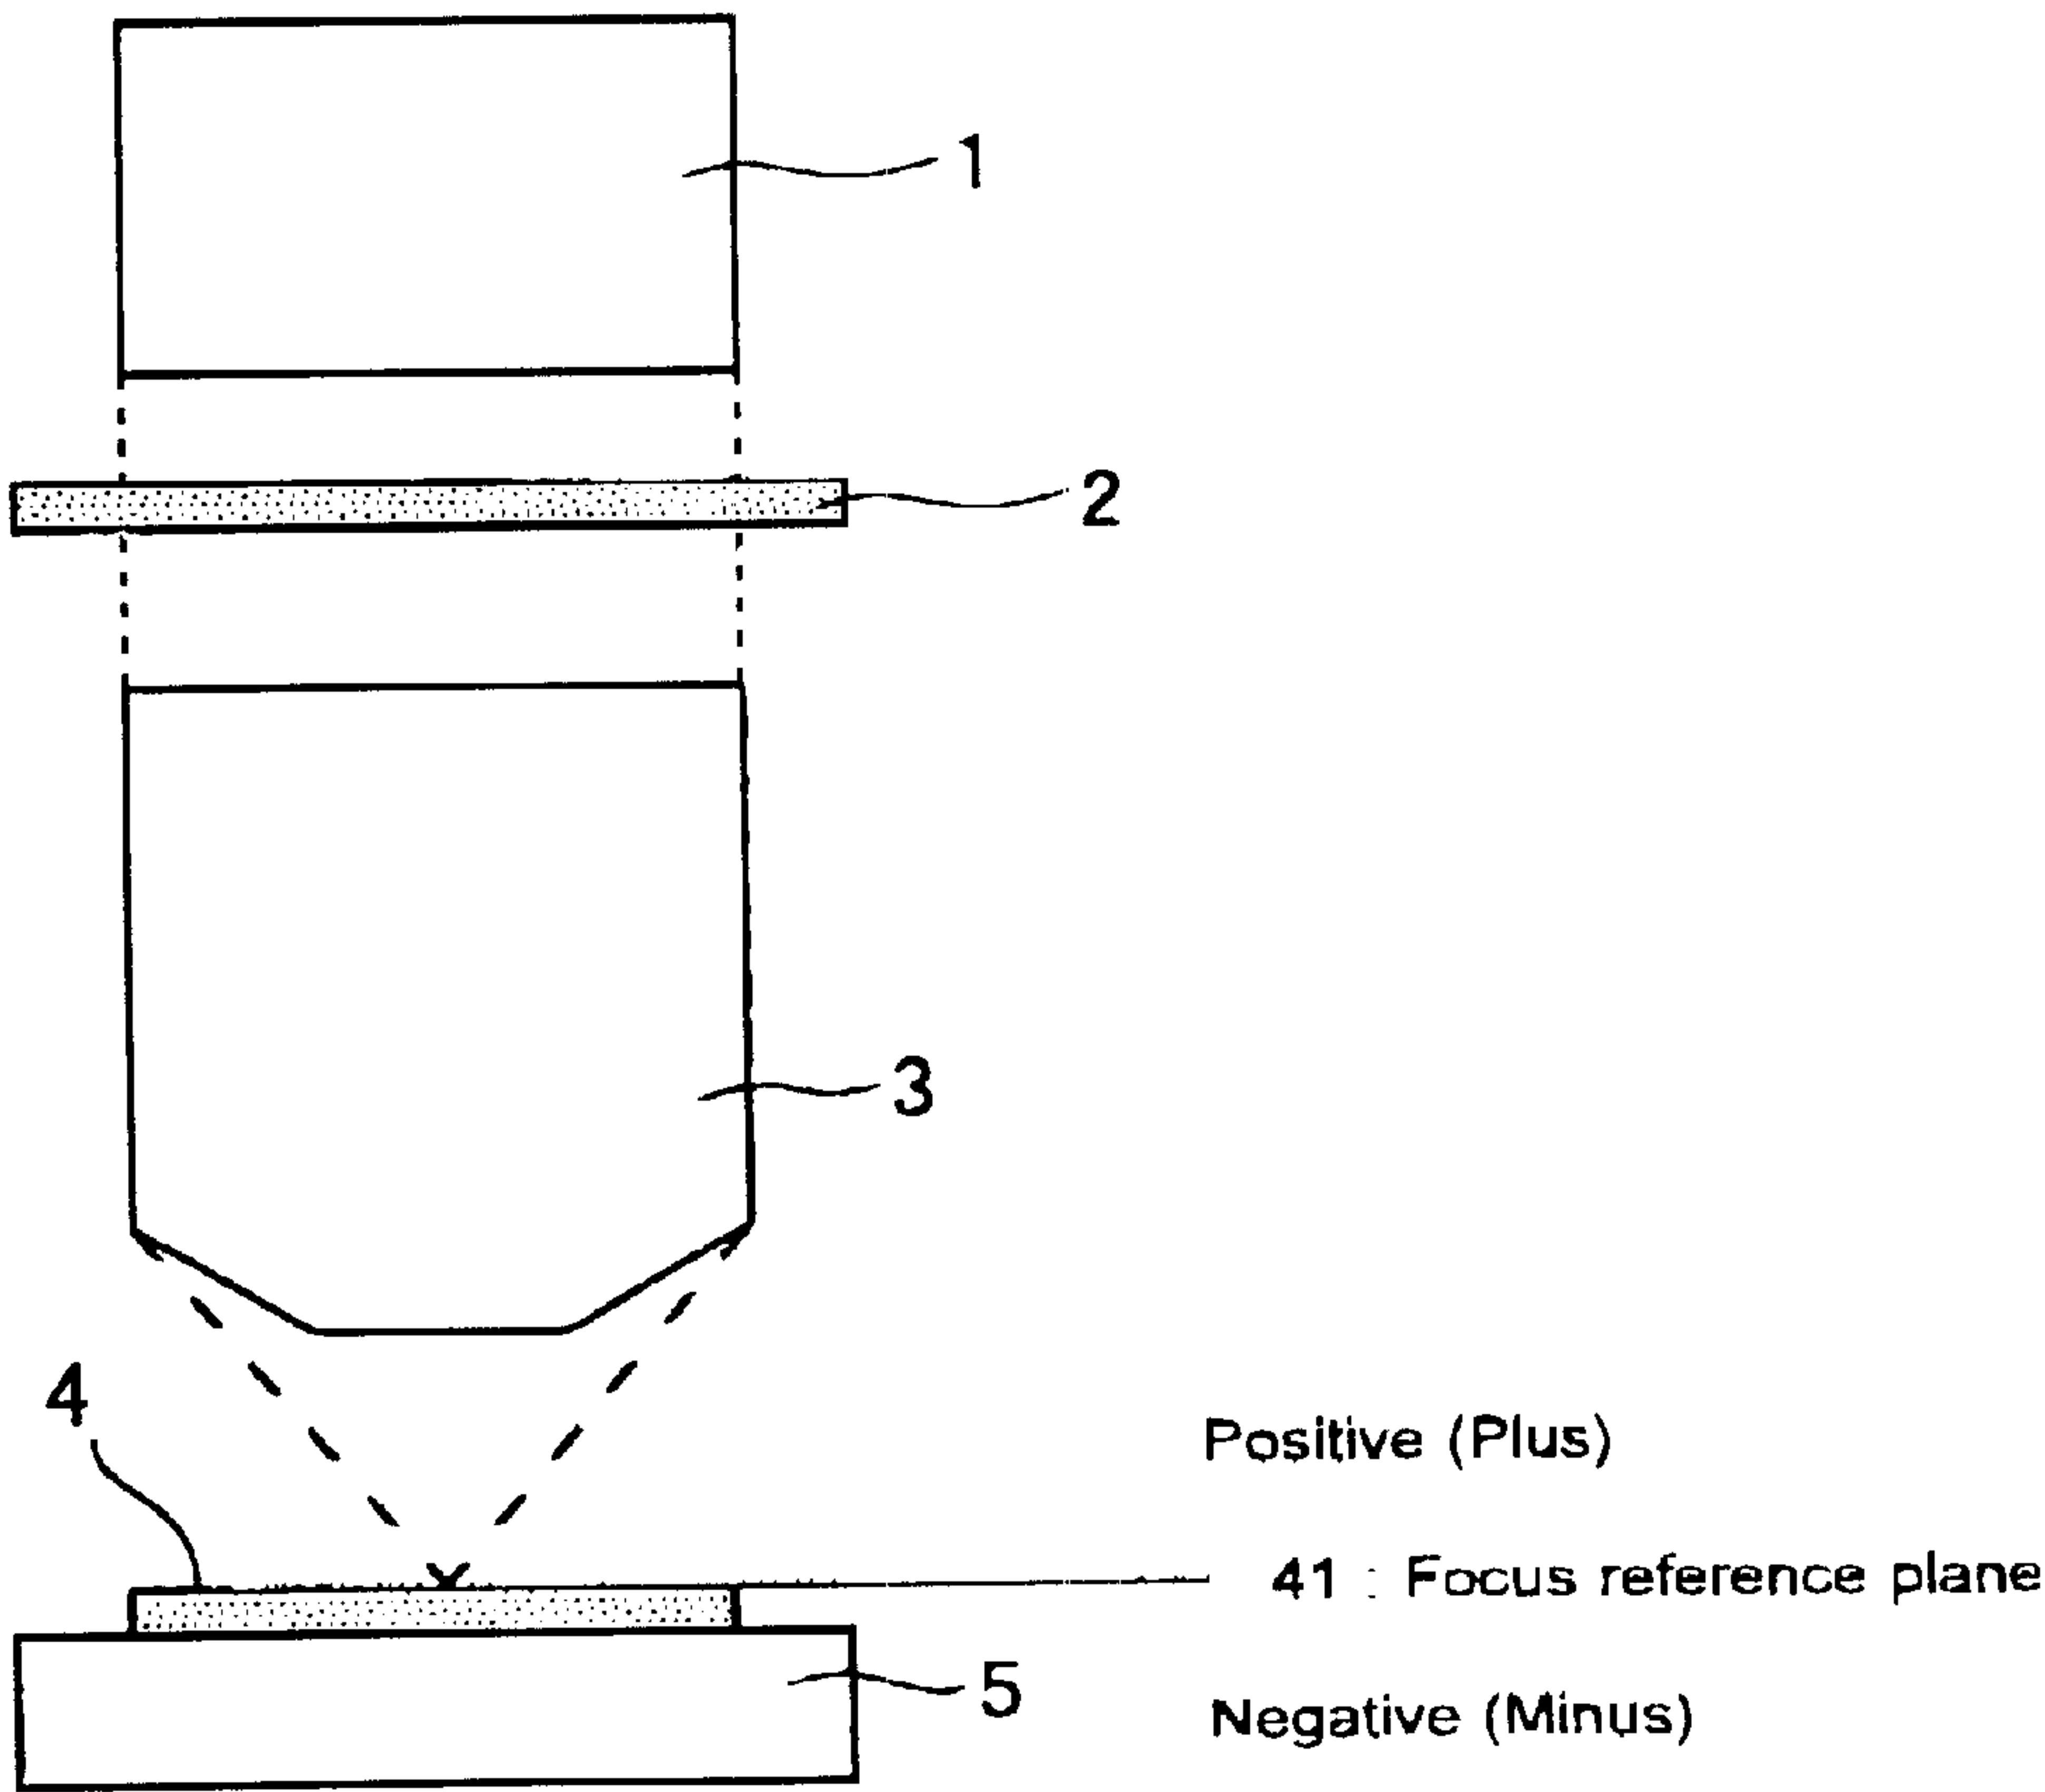 1
2
3
4
Positive (Plus)
41 : Focus reference plane
5
Negative (Minus)